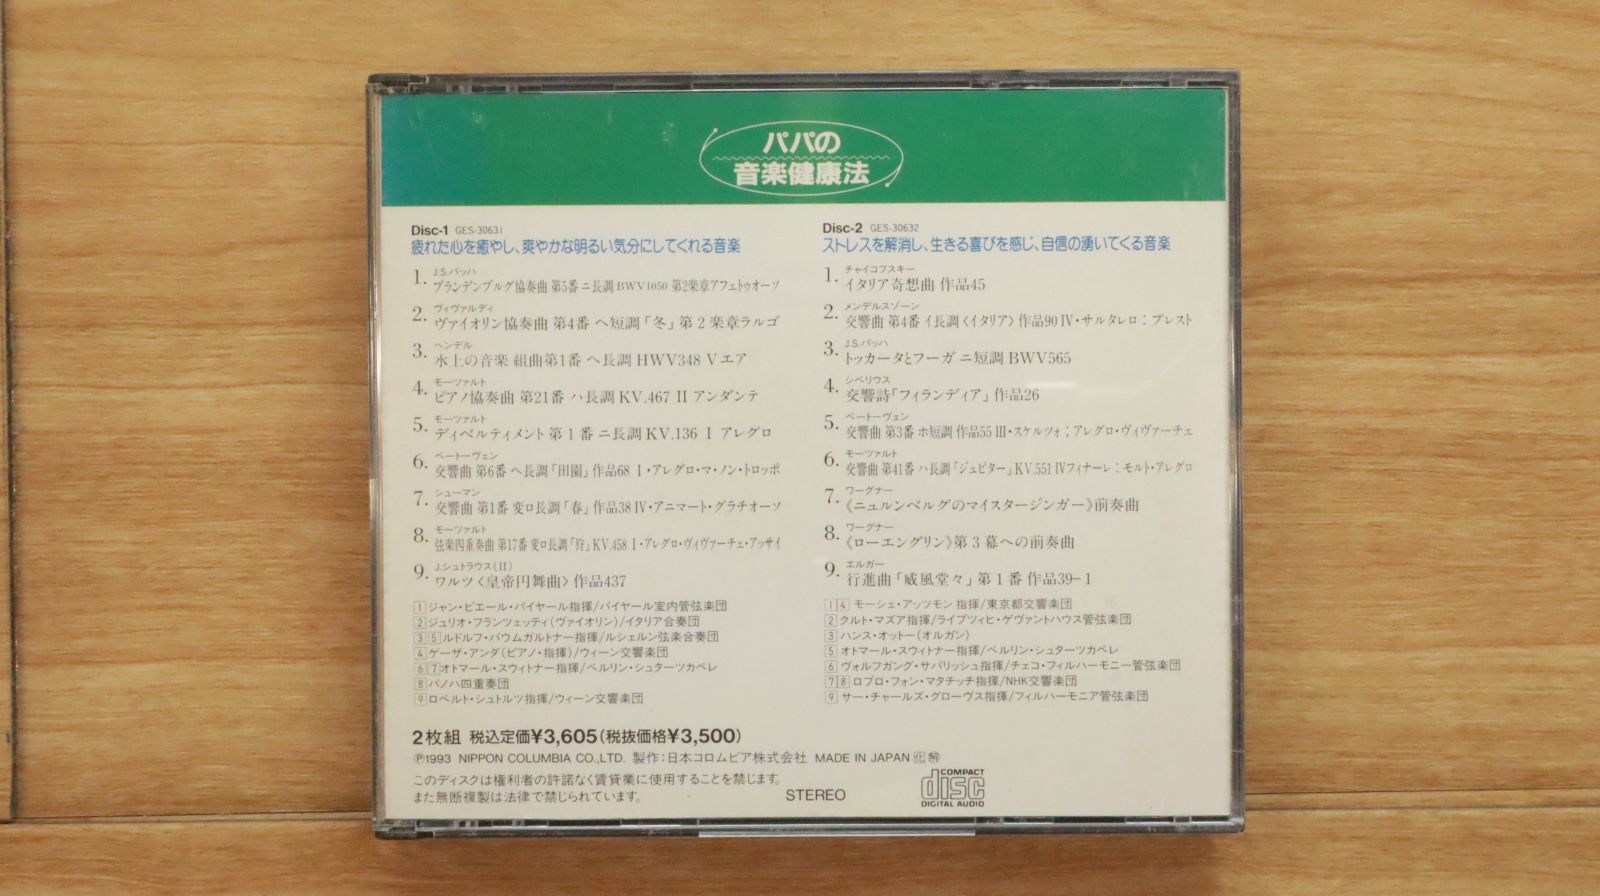 パパの
音楽健康法
Disc-1 GES-30631
疲れた心を癒やし、爽やかな明るい気分にしてくれる音楽
1. J.S.バッハ
ブランデンブルグ協奏曲 第5番 ニ長調 BWV1050 第2楽章アフェトゥオーソ
2. ヴィヴァルディ
ヴァイオリン協奏曲 第4番 ヘ短調「冬」第2楽章ラルゴ
3. ヘンデル
水上の音楽 組曲第1番 ヘ長調 HWV348 Vエア
4. モーツァルト
ピアノ協奏曲 第21番 ハ長調 KV.467 II アンダンテ
5. モーツァルト
ディベルティメント 第1番 ニ長調 KV.136 I アレグロ
6. ベートーヴェン
交響曲 第6番 ヘ長調「田園」作品68 I・アレグロ・マ・ノン・トロッポ
7. シューマン
交響曲 第1番 変ロ長調「春」作品38 IV・アニマート・グラチオーソ
8. モーツァルト
弦楽四重奏曲 第17番 変ロ長調「狩」KV.458 I・アレグロ・ヴィヴァーチェ・アッサイ
9. J.シュトラウス(II)
ワルツ〈皇帝円舞曲〉作品437
1 ジャン・ピエール・パイヤール指揮/パイヤール室内管弦楽団
2 ジュリオ・フランツェッティ(ヴァイオリン)/イタリア合奏団
3 5 ルドルフ・バウムガルトナー指揮/ルシェルン弦楽合奏団
4 ゲーザ・アンダ(ピアノ・指揮)/ウィーン交響楽団
6 7 オトマール・スウィトナー指揮/ベルリン・シュターツカペレ
8 パノハ四重奏団
9 ロベルト・シュトルツ指揮/ウィーン交響楽団
Disc-2 GES-30632
ストレスを解消し、生きる喜びを感じ、自信の湧いてくる音楽
1. チャイコフスキー
イタリア奇想曲 作品45
2. メンデルスゾーン
交響曲 第4番 イ長調〈イタリア〉作品90 IV・サルタレロ:プレスト
3. J.S.バッハ
トッカータとフーガ ニ短調 BWV565
4. シベリウス
交響詩「フィランディア」作品26
5. ベートーヴェン
交響曲 第3番 ホ短調 作品55 III・スケルツォ:アレグロ・ヴィヴァーチェ
6. モーツァルト
交響曲 第41番 ハ長調「ジュピター」KV.551 IVフィナーレ:モルト・アレグロ
7. ワーグナー
《ニュルンベルグのマイスタージンガー》前奏曲
8. ワーグナー
《ローエングリン》第3幕への前奏曲
9. エルガー
行進曲「威風堂々」第1番 作品39-1
1 4 モーシェ・アッツモン 指揮/東京都交響楽団
2 クルト・マズア指揮/ライプツィヒ・ゲヴァントハウス管弦楽団
3 ハンス・オットー(オルガン)
5 オトマール・スウィトナー指揮/ベルリン・シュターツカペレ
6 ヴォルフガング・サバリッシュ指揮/チェコ・フィルハーモニー管弦楽団
7 8 ロブロ・フォン・マタチッチ指揮/NHK交響楽団
9 サー・チャールズ・グローヴス指揮/フィルハーモニア管弦楽団
2枚組 税込定価¥3,605(税抜価格¥3,500)
Ⓟ1993 NIPPON COLUMBIA CO.,LTD. 製作:日本コロムビア株式会社 MADE IN JAPAN 化 解
このディスクは権利者の許諾なく賃貸業に使用することを禁じます。
また無断複製は法律で禁じられています。
STEREO
COMPACT
disc
DIGITAL AUDIO